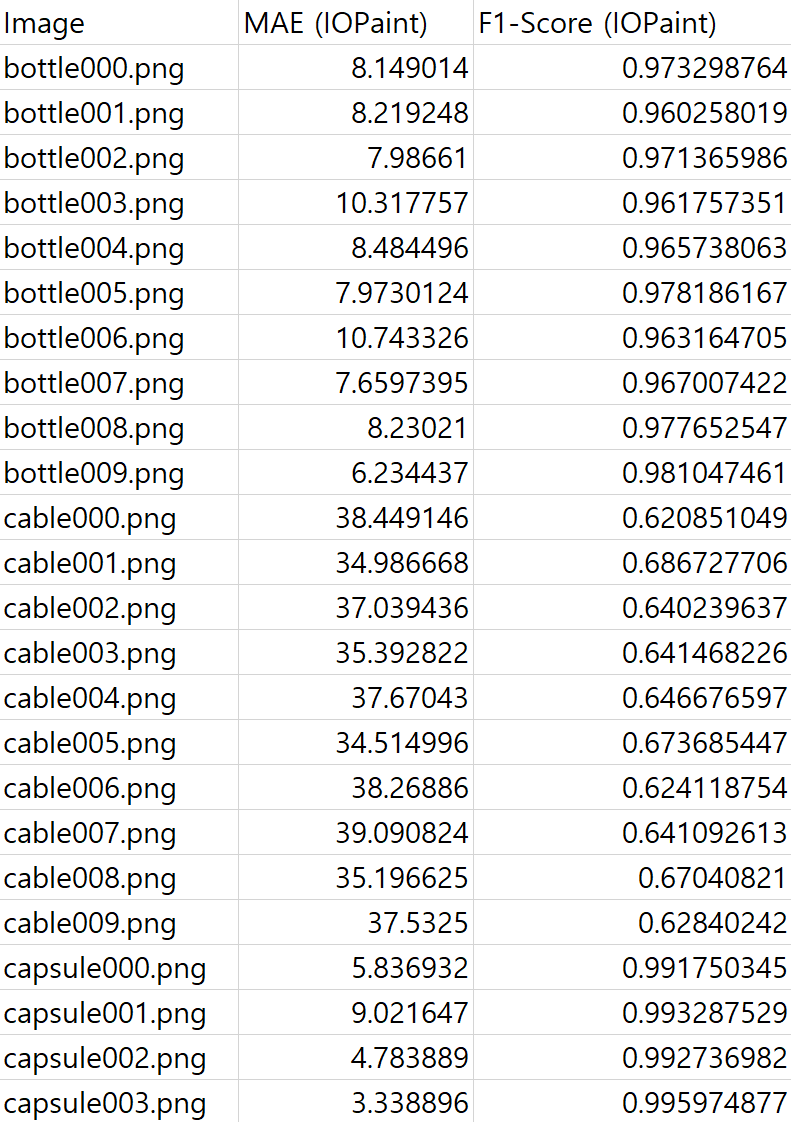 Image MAE (IOPaint) F1-Score (IOPaint)
bottle000.png 8.149014 0.973298764
bottle001.png 8.219248 0.960258019
bottle002.png 7.98661 0.971365986
bottle003.png 10.317757 0.961757351
bottle004.png 8.484496 0.965738063
bottle005.png 7.9730124 0.978186167
bottle006.png 10.743326 0.963164705
bottle007.png 7.6597395 0.967007422
bottle008.png 8.23021 0.977652547
bottle009.png 6.234437 0.981047461
cable000.png 38.449146 0.620851049
cable001.png 34.986668 0.686727706
cable002.png 37.039436 0.640239637
cable003.png 35.392822 0.641468226
cable004.png 37.67043 0.646676597
cable005.png 34.514996 0.673685447
cable006.png 38.26886 0.624118754
cable007.png 39.090824 0.641092613
cable008.png 35.196625 0.67040821
cable009.png 37.5325 0.62840242
capsule000.png 5.836932 0.991750345
capsule001.png 9.021647 0.993287529
capsule002.png 4.783889 0.992736982
capsule003.png 3.338896 0.995974877